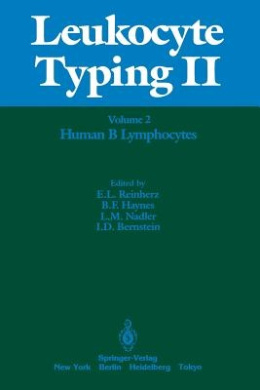 Leukocyte
Typing II
Volume 2
Human B Lymphocytes
Edited by
E.L. Reinherz
B.F. Haynes
L.M. Nadler
I.D. Bernstein
Springer-Verlag
New York Berlin Heidelberg Tokyo